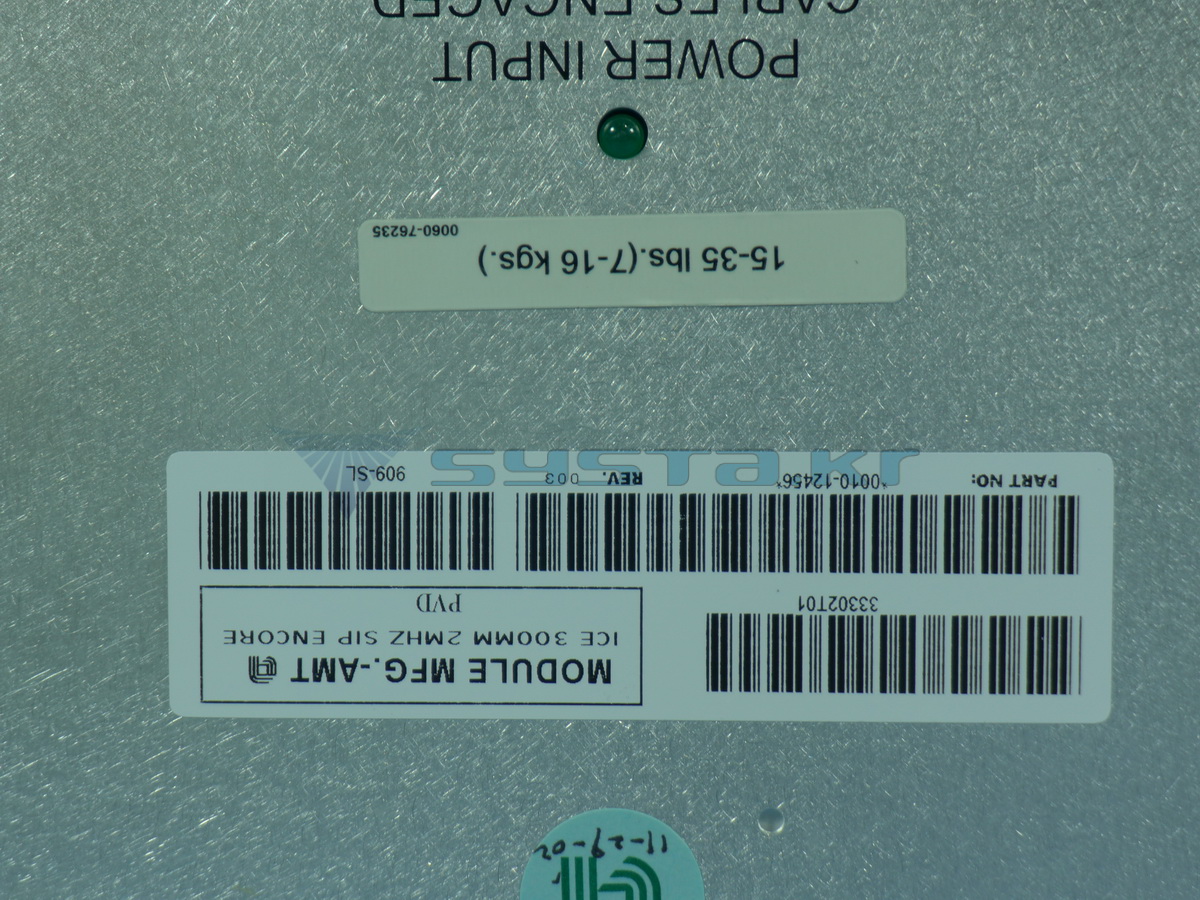 11-29-02
MODULE MFG.-AMT
ICE 300MM 2MHZ SIP ENCORE
PVD
33302T01
PART NO: *0010-12456* REV. 003 909-SL
systa.kr
15-35 lbs.(7-16 kgs.)
0060-76235
POWER INPUT
CABLES ENGAGED